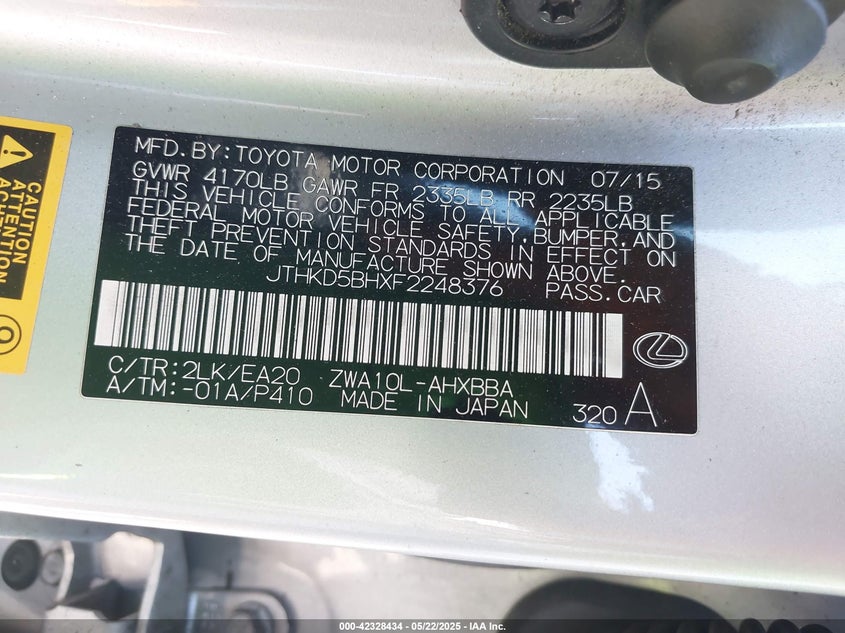 MFD. BY: TOYOTA MOTOR CORPORATION 07/15
GVWR 4170LB GAWR FR 2335LB RR 2235LB
THIS VEHICLE CONFORMS TO ALL APPLICABLE
FEDERAL MOTOR VEHICLE SAFETY, BUMPER, AND
THEFT PREVENTION STANDARDS IN EFFECT ON
THE DATE OF MANUFACTURE SHOWN ABOVE.
JTHKD5BHXF2248376 PASS.CAR
C/TR:2LK/EA20 ZWA10L-AHXBBA
A/TM:-01A/P410 MADE IN JAPAN 320 A
CAUTION
ATTENTION
000-42328434 - 05/22/2025 - IAA Inc.